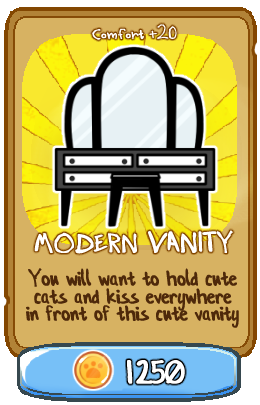 Comfort +20
MODERN VANITY
You will want to hold cute
cats and kiss everywhere
in front of this cute vanity
1250